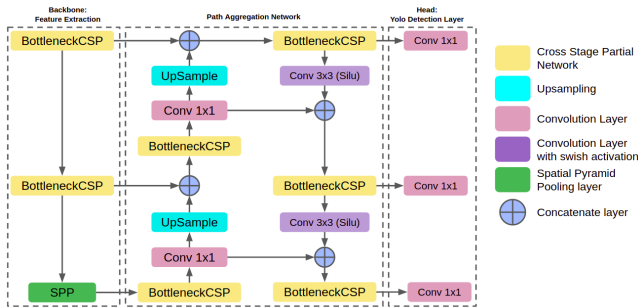 Backbone:
Feature Extraction
Path Aggregation Network
Head:
Yolo Detection Layer
BottleneckCSP
BottleneckCSP
Conv 1x1
UpSample
Conv 3x3 (Silu)
Conv 1x1
BottleneckCSP
BottleneckCSP
BottleneckCSP
Conv 1x1
UpSample
Conv 3x3 (Silu)
Conv 1x1
SPP
BottleneckCSP
BottleneckCSP
Conv 1x1
Cross Stage Partial
Network
Upsampling
Convolution Layer
Convolution Layer
with swish activation
Spatial Pyramid
Pooling layer
Concatenate layer